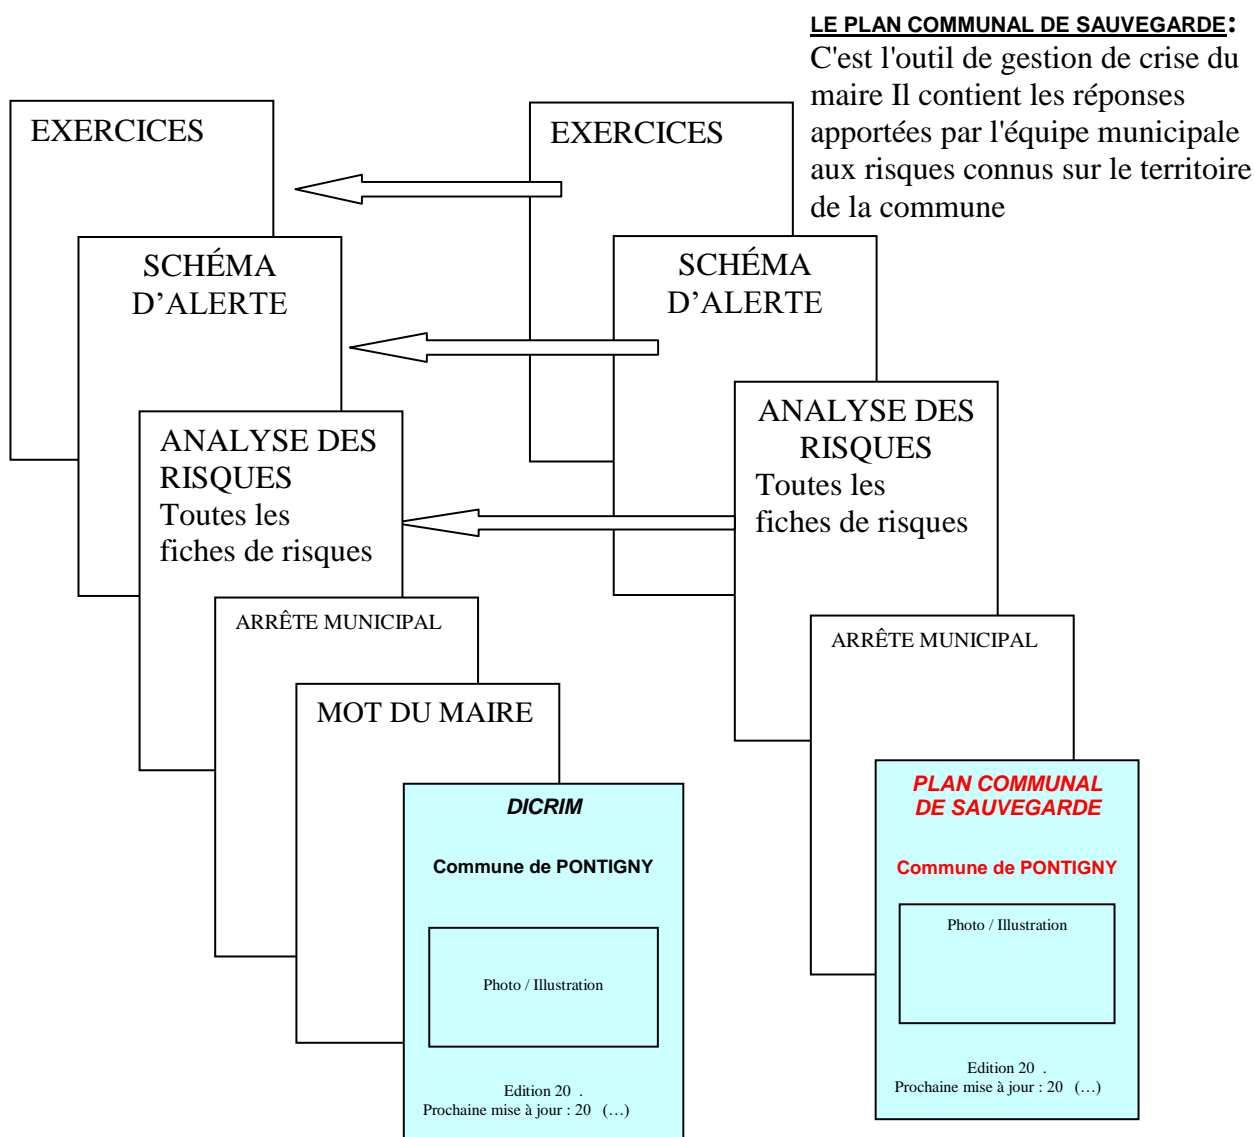 LE PLAN COMMUNAL DE SAUVEGARDE:
C'est l'outil de gestion de crise du
maire Il contient les réponses
apportées par l'équipe municipale
aux risques connus sur le territoire
de la commune
EXERCICES
SCHÉMA
D’ALERTE
ANALYSE DES
RISQUES
Toutes les
fiches de risques
ARRÊTE MUNICIPAL
MOT DU MAIRE
DICRIM
Commune de PONTIGNY
Photo / Illustration
Edition 20 .
Prochaine mise à jour : 20 (…)
EXERCICES
SCHÉMA
D’ALERTE
ANALYSE DES
RISQUES
Toutes les
fiches de risques
ARRÊTE MUNICIPAL
PLAN COMMUNAL
DE SAUVEGARDE
Commune de PONTIGNY
Photo / Illustration
Edition 20 .
Prochaine mise à jour : 20 (…)